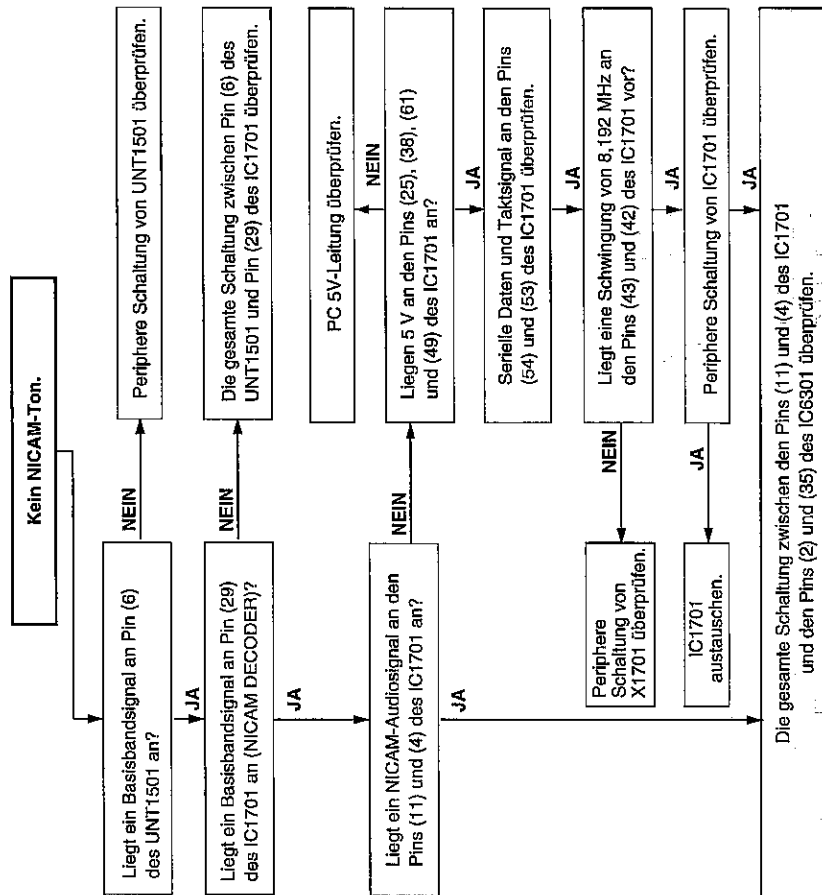 Kein NICAM-Ton.
Liegt ein Basisbandsignal an Pin (6)
des UNT1501 an?
NEIN
Periphere Schaltung von UNT1501 überprüfen.
JA
Liegt ein Basisbandsignal an Pin (29)
des IC1701 an (NICAM DECODER)?
NEIN
Die gesamte Schaltung zwischen Pin (6) des
UNT1501 und Pin (29) des IC1701 überprüfen.
JA
Liegt ein NICAM-Audiosignal an den
Pins (11) und (4) des IC1701 an?
NEIN
Liegen 5 V an den Pins (25), (38), (61)
und (49) des IC1701 an?
NEIN
PC 5V-Leitung überprüfen.
JA
Serielle Daten und Taktsignal an den Pins
(54) und (53) des IC1701 überprüfen.
JA
Liegt eine Schwingung von 8,192 MHz an
den Pins (43) und (42) des IC1701 vor?
NEIN
Periphere
Schaltung von
X1701 überprüfen.
JA
Periphere Schaltung von IC1701 überprüfen.
JA
IC1701
austauschen.
JA
JA
Die gesamte Schaltung zwischen den Pins (11) und (4) des IC1701
und den Pins (2) und (35) des IC6301 überprüfen.